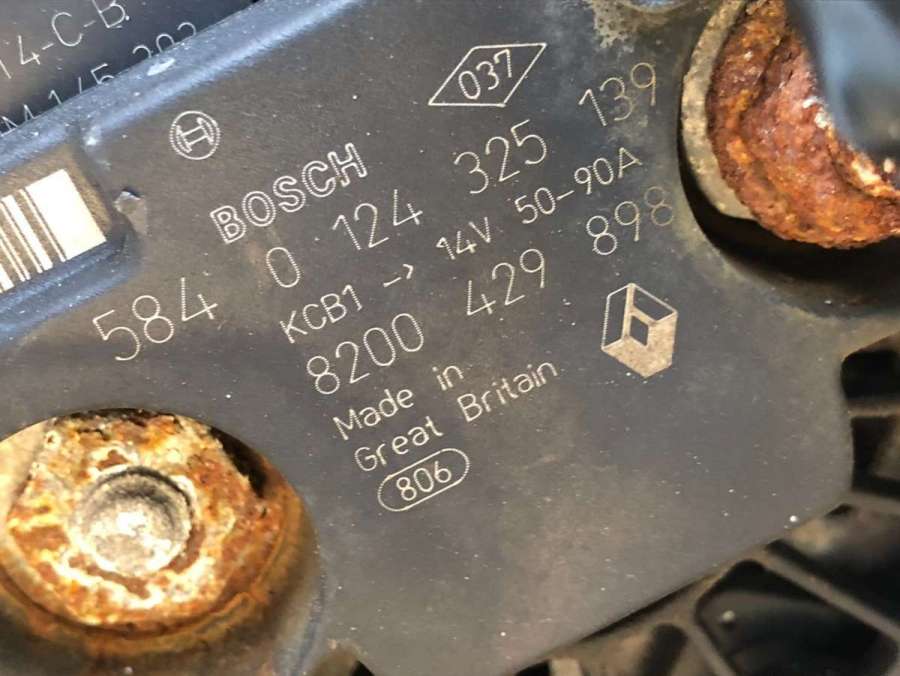 14-C-B
037
BOSCH
584 0 124 325 139
KCB1 -> 14V 50-90A
8200 429 898
Made in
Great Britain
806